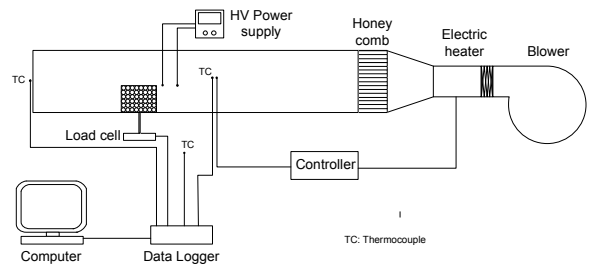 HV Power
supply
Honey
comb
Electric
heater
Blower
TC
TC
Load cell
TC
Controller
TC: Thermocouple
Computer
Data Logger